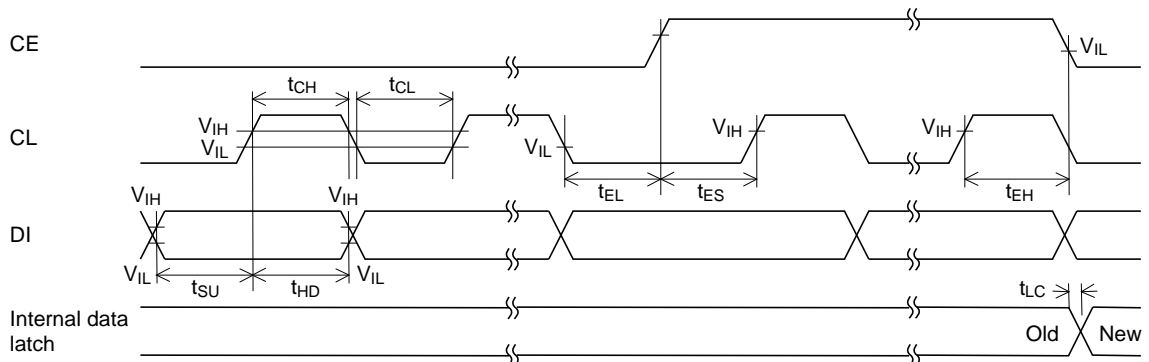 CE
V_IL
t_CH
t_CL
CL
V_IH
V_IL
V_IL
V_IH
V_IH
t_EL
t_ES
t_EH
V_IH
V_IH
DI
V_IL
V_IL
t_SU
t_HD
t_LC
Internal data
latch
Old
New